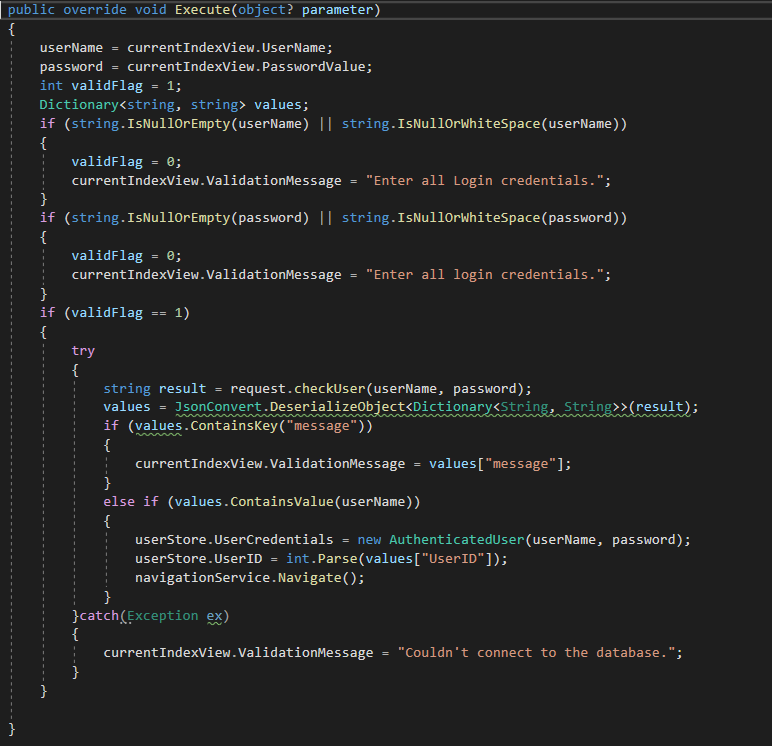 public override void Execute(object? parameter)
{
    userName = currentIndexView.UserName;
    password = currentIndexView.PasswordValue;
    int validFlag = 1;
    Dictionary<string, string> values;
    if (string.IsNullOrEmpty(userName) || string.IsNullOrWhiteSpace(userName))
    {
        validFlag = 0;
        currentIndexView.ValidationMessage = "Enter all Login credentials.";
    }
    if (string.IsNullOrEmpty(password) || string.IsNullOrWhiteSpace(password))
    {
        validFlag = 0;
        currentIndexView.ValidationMessage = "Enter all login credentials.";
    }
    if (validFlag == 1)
    {
        try
        {
            string result = request.checkUser(userName, password);
            values = JsonConvert.DeserializeObject<Dictionary<String, String>>(result);
            if (values.ContainsKey("message"))
            {
                currentIndexView.ValidationMessage = values["message"];
            }
            else if (values.ContainsValue(userName))
            {
                userStore.UserCredentials = new AuthenticatedUser(userName, password);
                userStore.UserID = int.Parse(values["UserID"]);
                navigationService.Navigate();
            }
        }catch(Exception ex)
        {
            currentIndexView.ValidationMessage = "Couldn't connect to the database.";
        }
    }
}